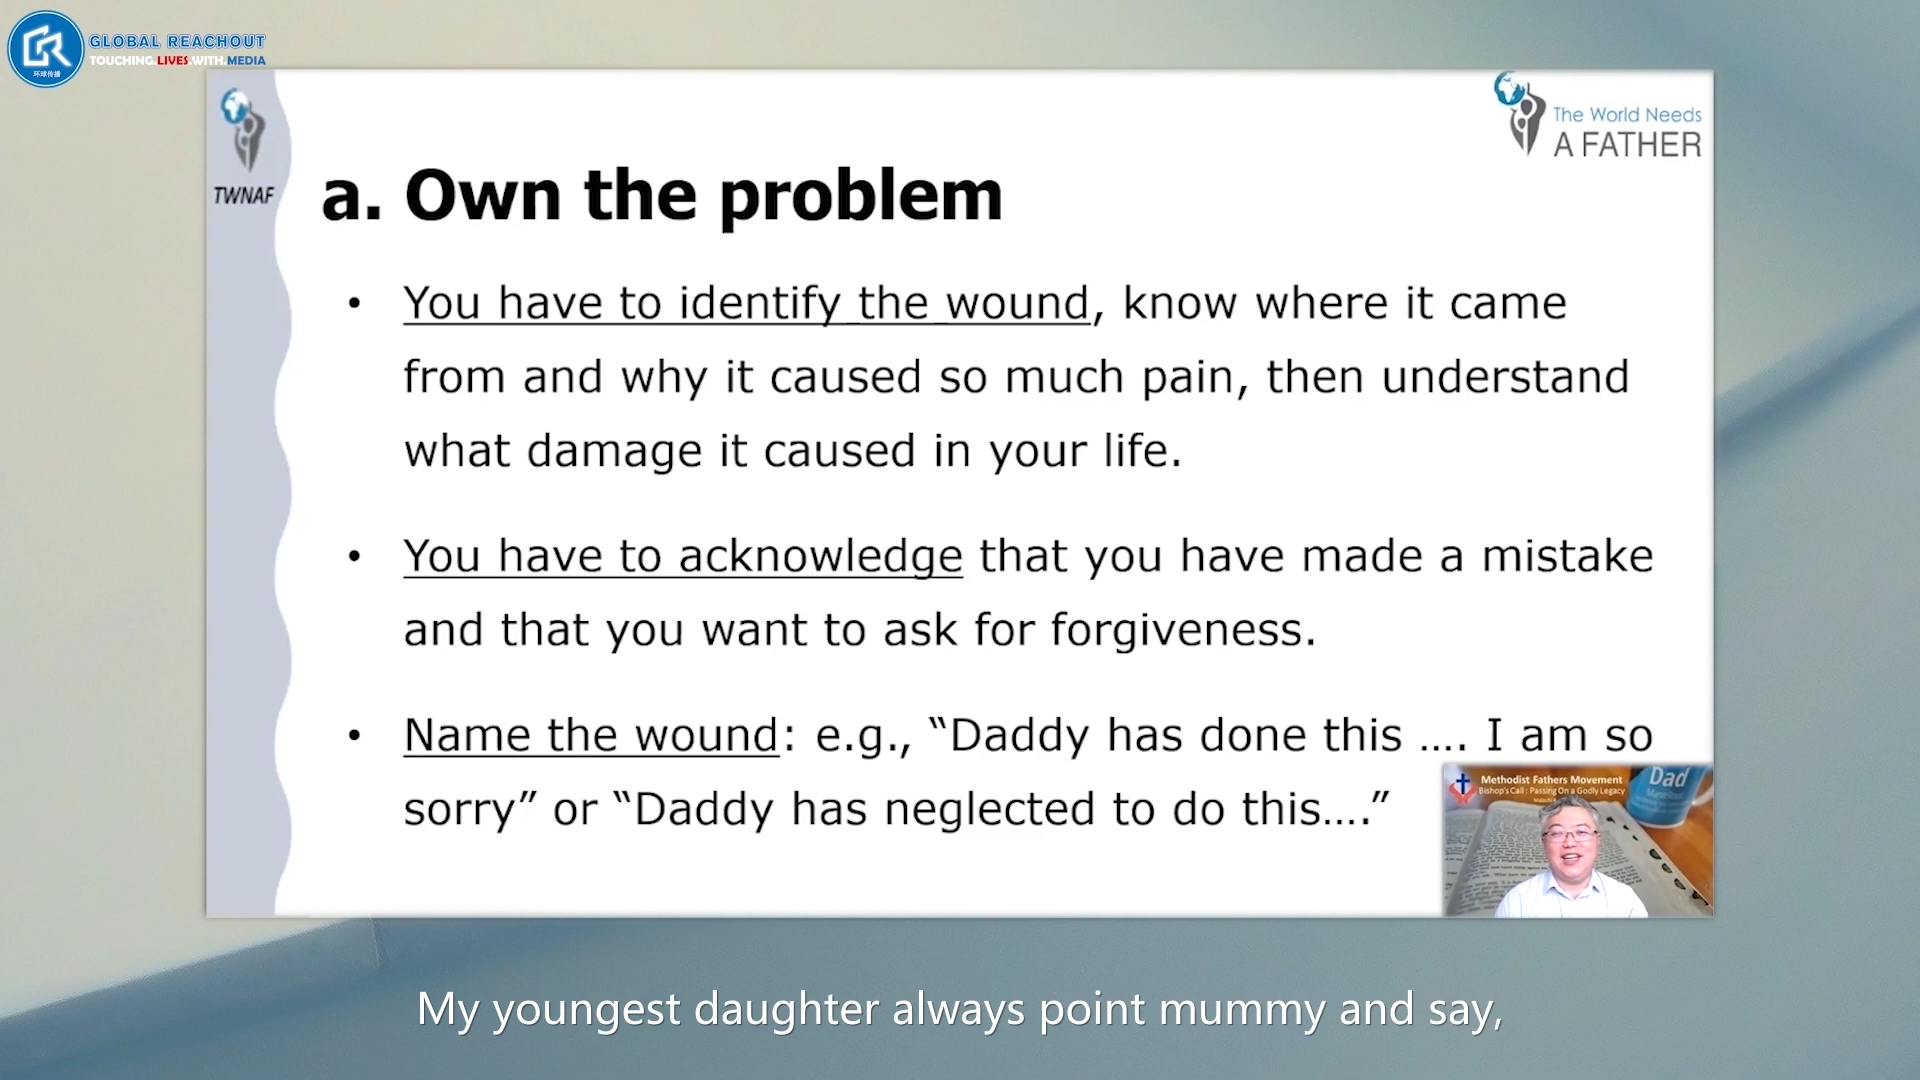 GLOBAL REACHOUT
TOUCHING.LIVES.WITH.MEDIA
环球传播
TWNAF
The World Needs
A FATHER
a. Own the problem
• You have to identify the wound, know where it came
from and why it caused so much pain, then understand
what damage it caused in your life.
• You have to acknowledge that you have made a mistake
and that you want to ask for forgiveness.
• Name the wound: e.g., “Daddy has done this .... I am so
sorry” or “Daddy has neglected to do this....”
Methodist Fathers Movement
Bishop's Call : Passing On a Godly Legacy
Dad
My youngest daughter always point mummy and say,